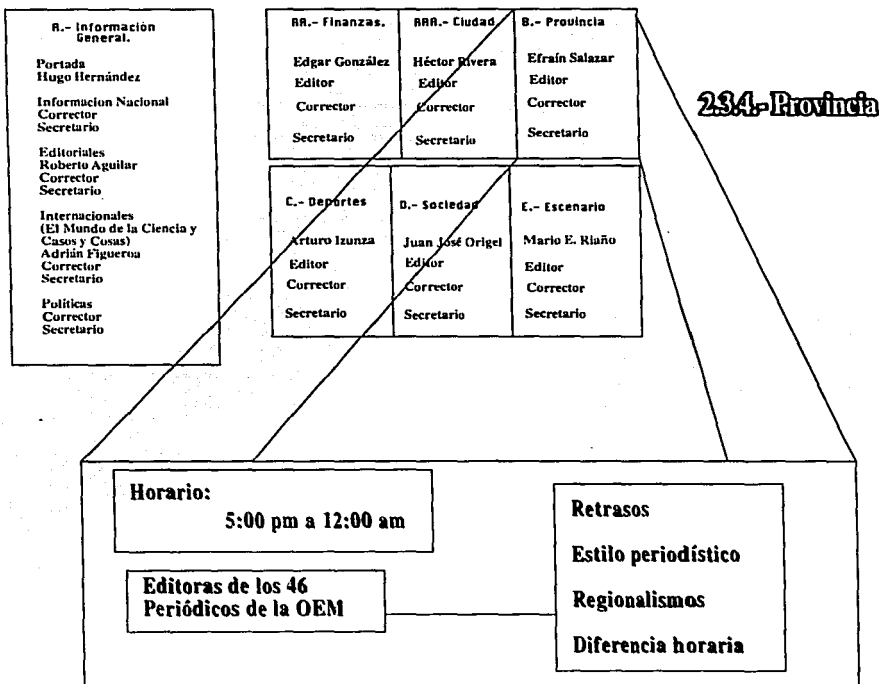 A.- Información
General.
Portada
Hugo Hernández
Informacion Nacional
Corrector
Secretario
Editoriales
Roberto Aguilar
Corrector
Secretario
Internacionales
(El Mundo de la Ciencia y
Casos y Cosas)
Adrián Figueroa
Corrector
Secretario
Políticas
Corrector
Secretario
AA.- Finanzas.
Edgar González
Editor
Corrector
Secretario
AAA.- Ciudad
Héctor Rivera
Editor
Corrector
Secretario
B.- Provincia
Efraín Salazar
Editor
Corrector
Secretario
C.- Deportes
Arturo Izunza
Editor
Corrector
Secretario
D.- Sociedad
Juan José Origel
Editor
Corrector
Secretario
E.- Escenario
Mario E. Riaño
Editor
Corrector
Secretario
2.3.4.- Provincia
Horario:
5:00 pm a 12:00 am
Editoras de los 46
Periódicos de la OEM
Retrasos
Estilo periodístico
Regionalismos
Diferencia horaria